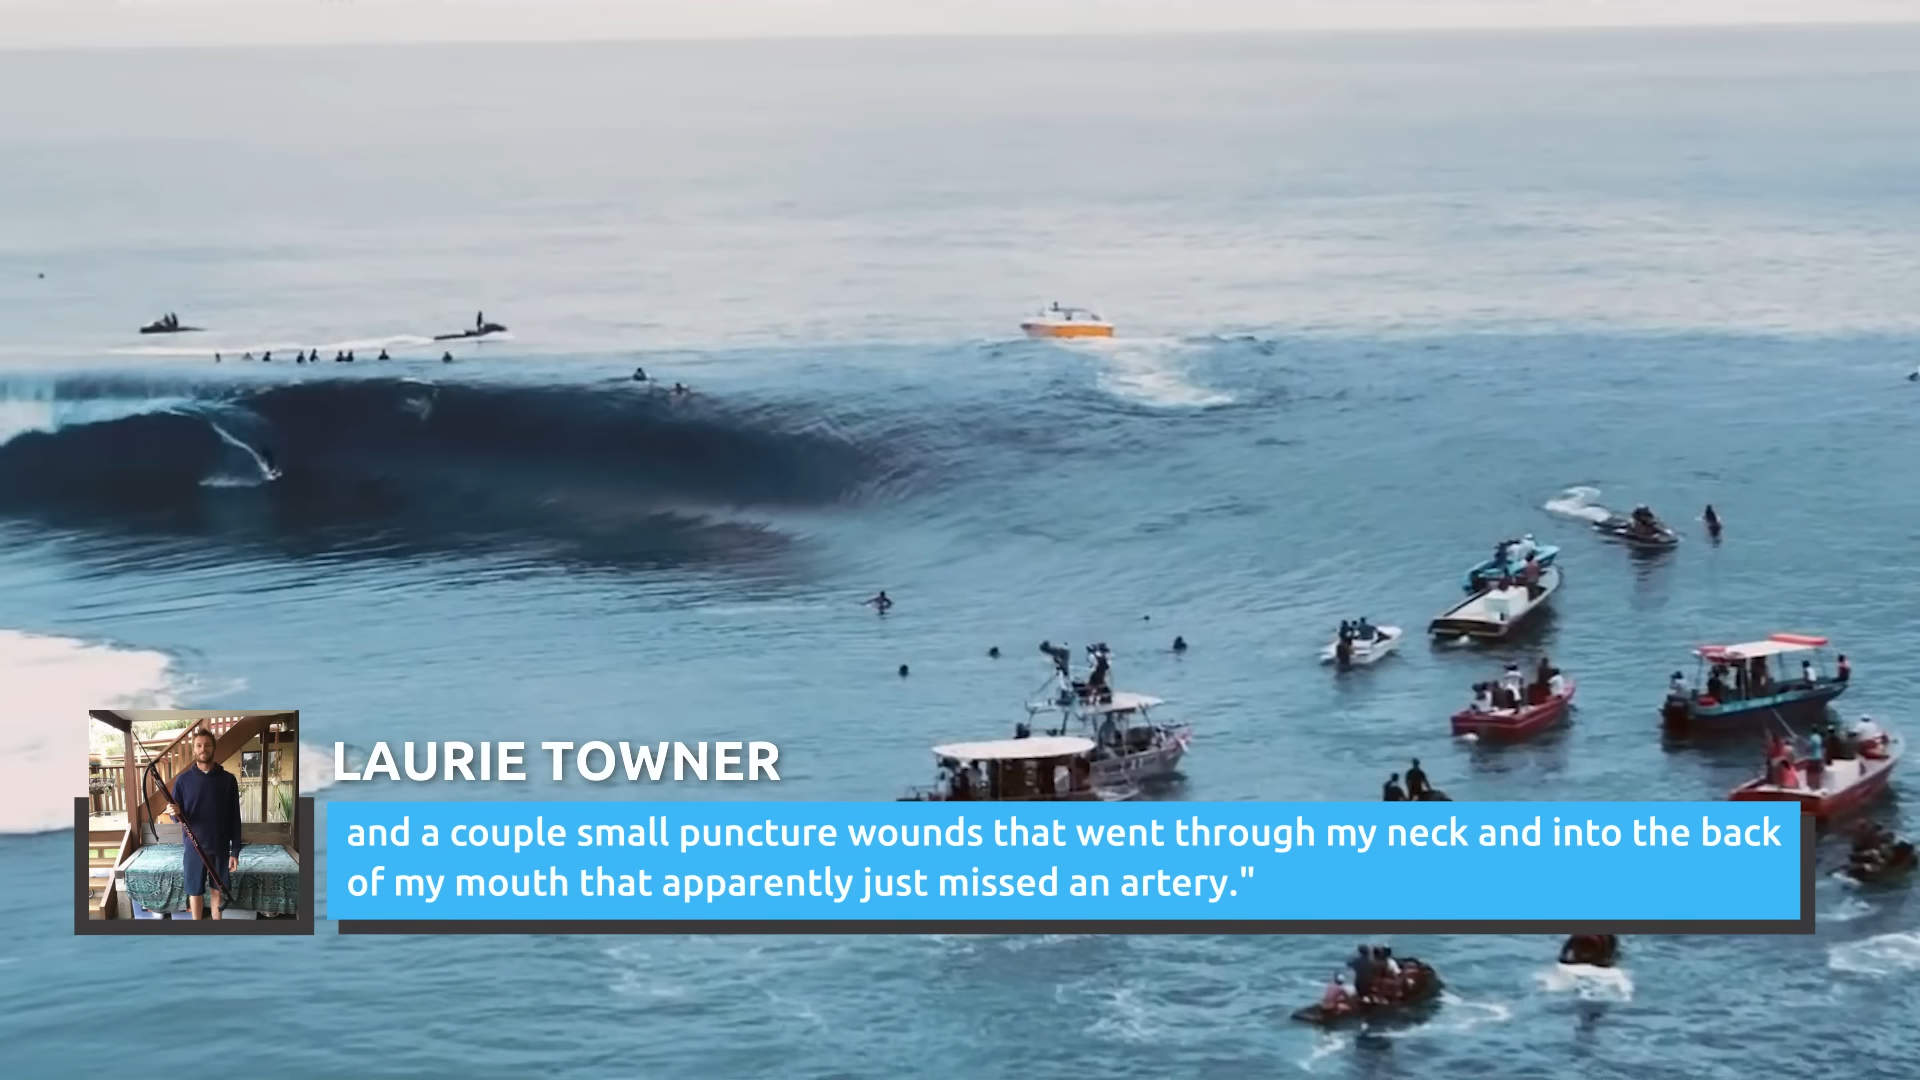 LAURIE TOWNER
and a couple small puncture wounds that went through my neck and into the back
of my mouth that apparently just missed an artery."